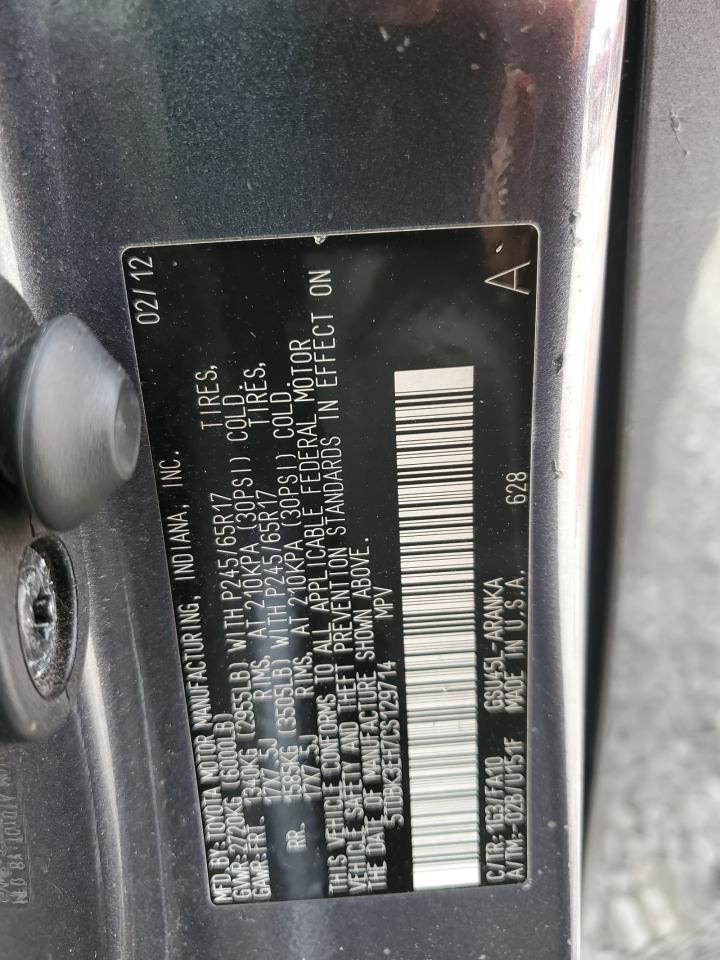 MFD BY: TOYOTA MOTOR MANUFACTURING, INDIANA, INC. 02/12
GVWR: 2720KG (6000LB)
GAWR: FRT. 1340KG (2955LB) WITH P245/65R17 TIRES,
17X7.5J RIMS, AT 210KPA (30PSI) COLD.
RR. 1585KG (3505LB) WITH P245/65R17 TIRES,
17X7.5J RIMS, AT 210KPA (30PSI) COLD.
THIS VEHICLE CONFORMS TO ALL APPLICABLE FEDERAL MOTOR
VEHICLE SAFETY AND THEFT PREVENTION STANDARDS IN EFFECT ON
THE DATE OF MANUFACTURE SHOWN ABOVE.
5TDBK3EH7CS129714 MPV
C/TR: 1G3/FA10 GSU45L-ARANKA 628 A
A/TM: -02B/U151F MADE IN U.S.A.